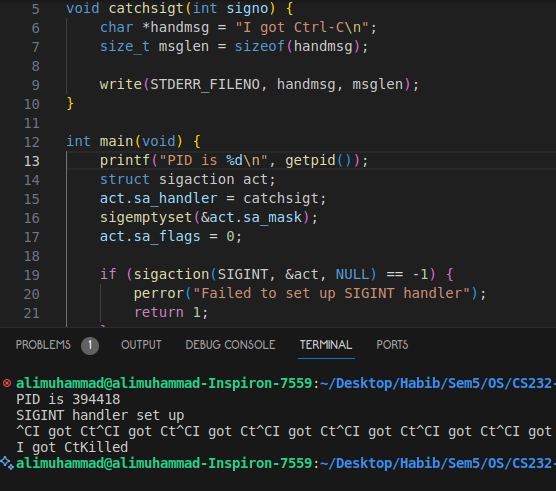 5 void catchsigt(int signo) {
6 char *handmsg = "I got Ctrl-C\n";
7 size_t msglen = sizeof(handmsg);
8
9 write(STDERR_FILENO, handmsg, msglen);
10 }
11
12 int main(void) {
13 printf("PID is %d\n", getpid());
14 struct sigaction act;
15 act.sa_handler = catchsigt;
16 sigemptyset(&act.sa_mask);
17 act.sa_flags = 0;
18
19 if (sigaction(SIGINT, &act, NULL) == -1) {
20 perror("Failed to set up SIGINT handler");
21 return 1;
PROBLEMS 1 OUTPUT DEBUG CONSOLE TERMINAL PORTS
alimuhammad@alimuhammad-Inspiron-7559:~/Desktop/Habib/Sem5/OS/CS232-
PID is 394418
SIGINT handler set up
^CI got Ct^CI got Ct^CI got Ct^CI got Ct^CI got Ct^CI got Ct^CI got
I got CtKilled
alimuhammad@alimuhammad-Inspiron-7559:~/Desktop/Habib/Sem5/OS/CS232-